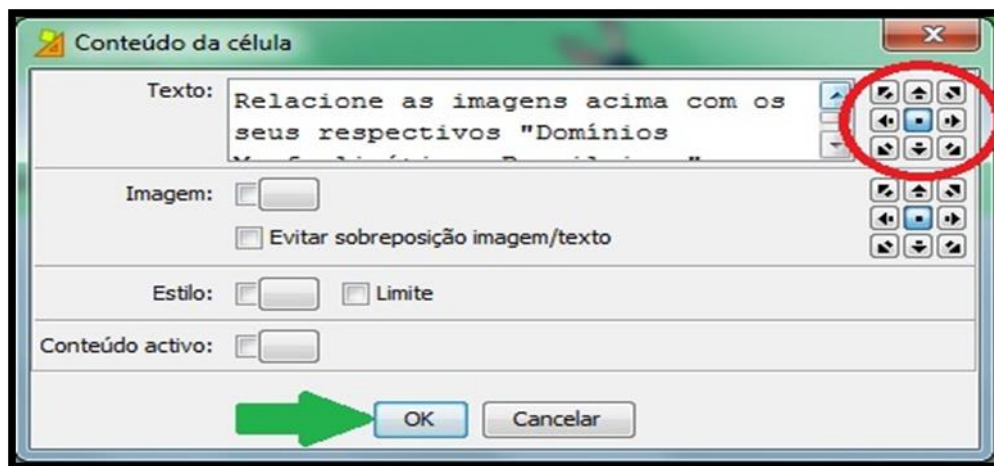 Conteúdo da célula
Texto:
Relacione as imagens acima com os
seus respectivos "Domínios
Imagem:
Evitar sobreposição imagem/texto
Estilo:
Limite
Conteúdo activo:
OK
Cancelar